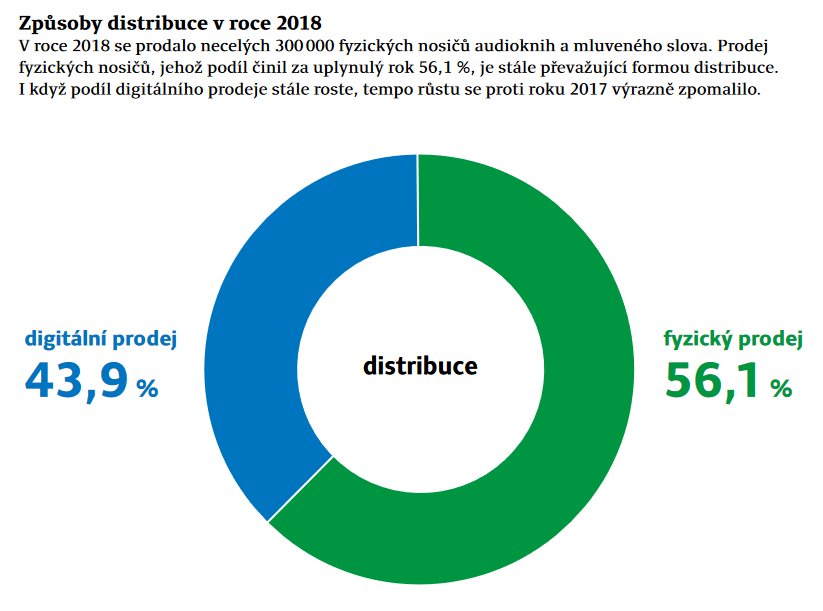 Způsoby distribuce v roce 2018
V roce 2018 se prodalo necelých 300 000 fyzických nosičů audioknih a mluveného slova. Prodej
fyzických nosičů, jehož podíl činil za uplynulý rok 56,1 %, je stále převažující formou distribuce.
I když podíl digitálního prodeje stále roste, tempo růstu se proti roku 2017 výrazně zpomalilo.
digitální prodej
43,9 %
distribuce
fyzický prodej
56,1 %